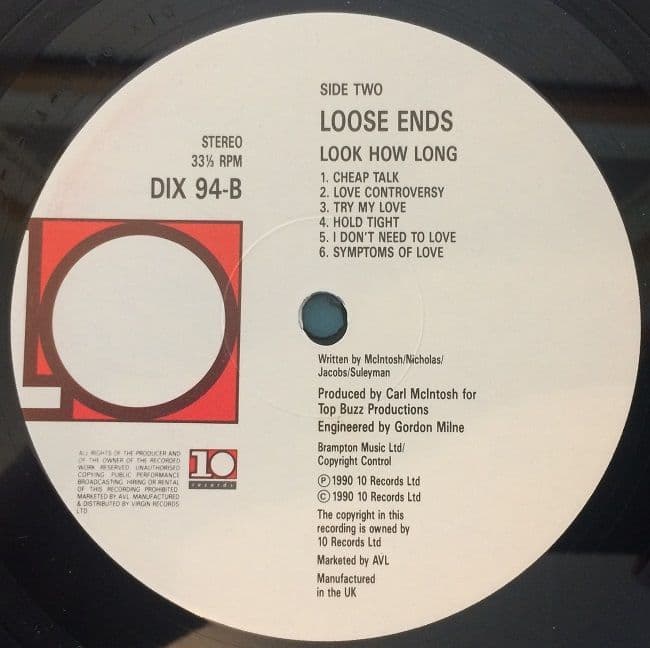 SIDE TWO
LOOSE ENDS
LOOK HOW LONG
1. CHEAP TALK
2. LOVE CONTROVERSY
3. TRY MY LOVE
4. HOLD TIGHT
5. I DON'T NEED TO LOVE
6. SYMPTOMS OF LOVE
STEREO
33⅓ RPM
DIX 94-B
Written by McIntosh/Nicholas/
Jacobs/Suleyman
Produced by Carl McIntosh for
Top Buzz Productions
Engineered by Gordon Milne
Brampton Music Ltd/
Copyright Control
Ⓟ 1990 10 Records Ltd
© 1990 10 Records Ltd
The copyright in this
recording is owned by
10 Records Ltd
Marketed by AVL
Manufactured
in the UK
ALL RIGHTS OF THE PRODUCER AND
OF THE OWNER OF THE RECORDED
WORK RESERVED. UNAUTHORISED
COPYING PUBLIC PERFORMANCE
BROADCASTING HIRING OR RENTAL
OF THIS RECORDING PROHIBITED.
MARKETED BY AVL. MANUFACTURED
& DISTRIBUTED BY VIRGIN RECORDS
LTD.
10
records
10